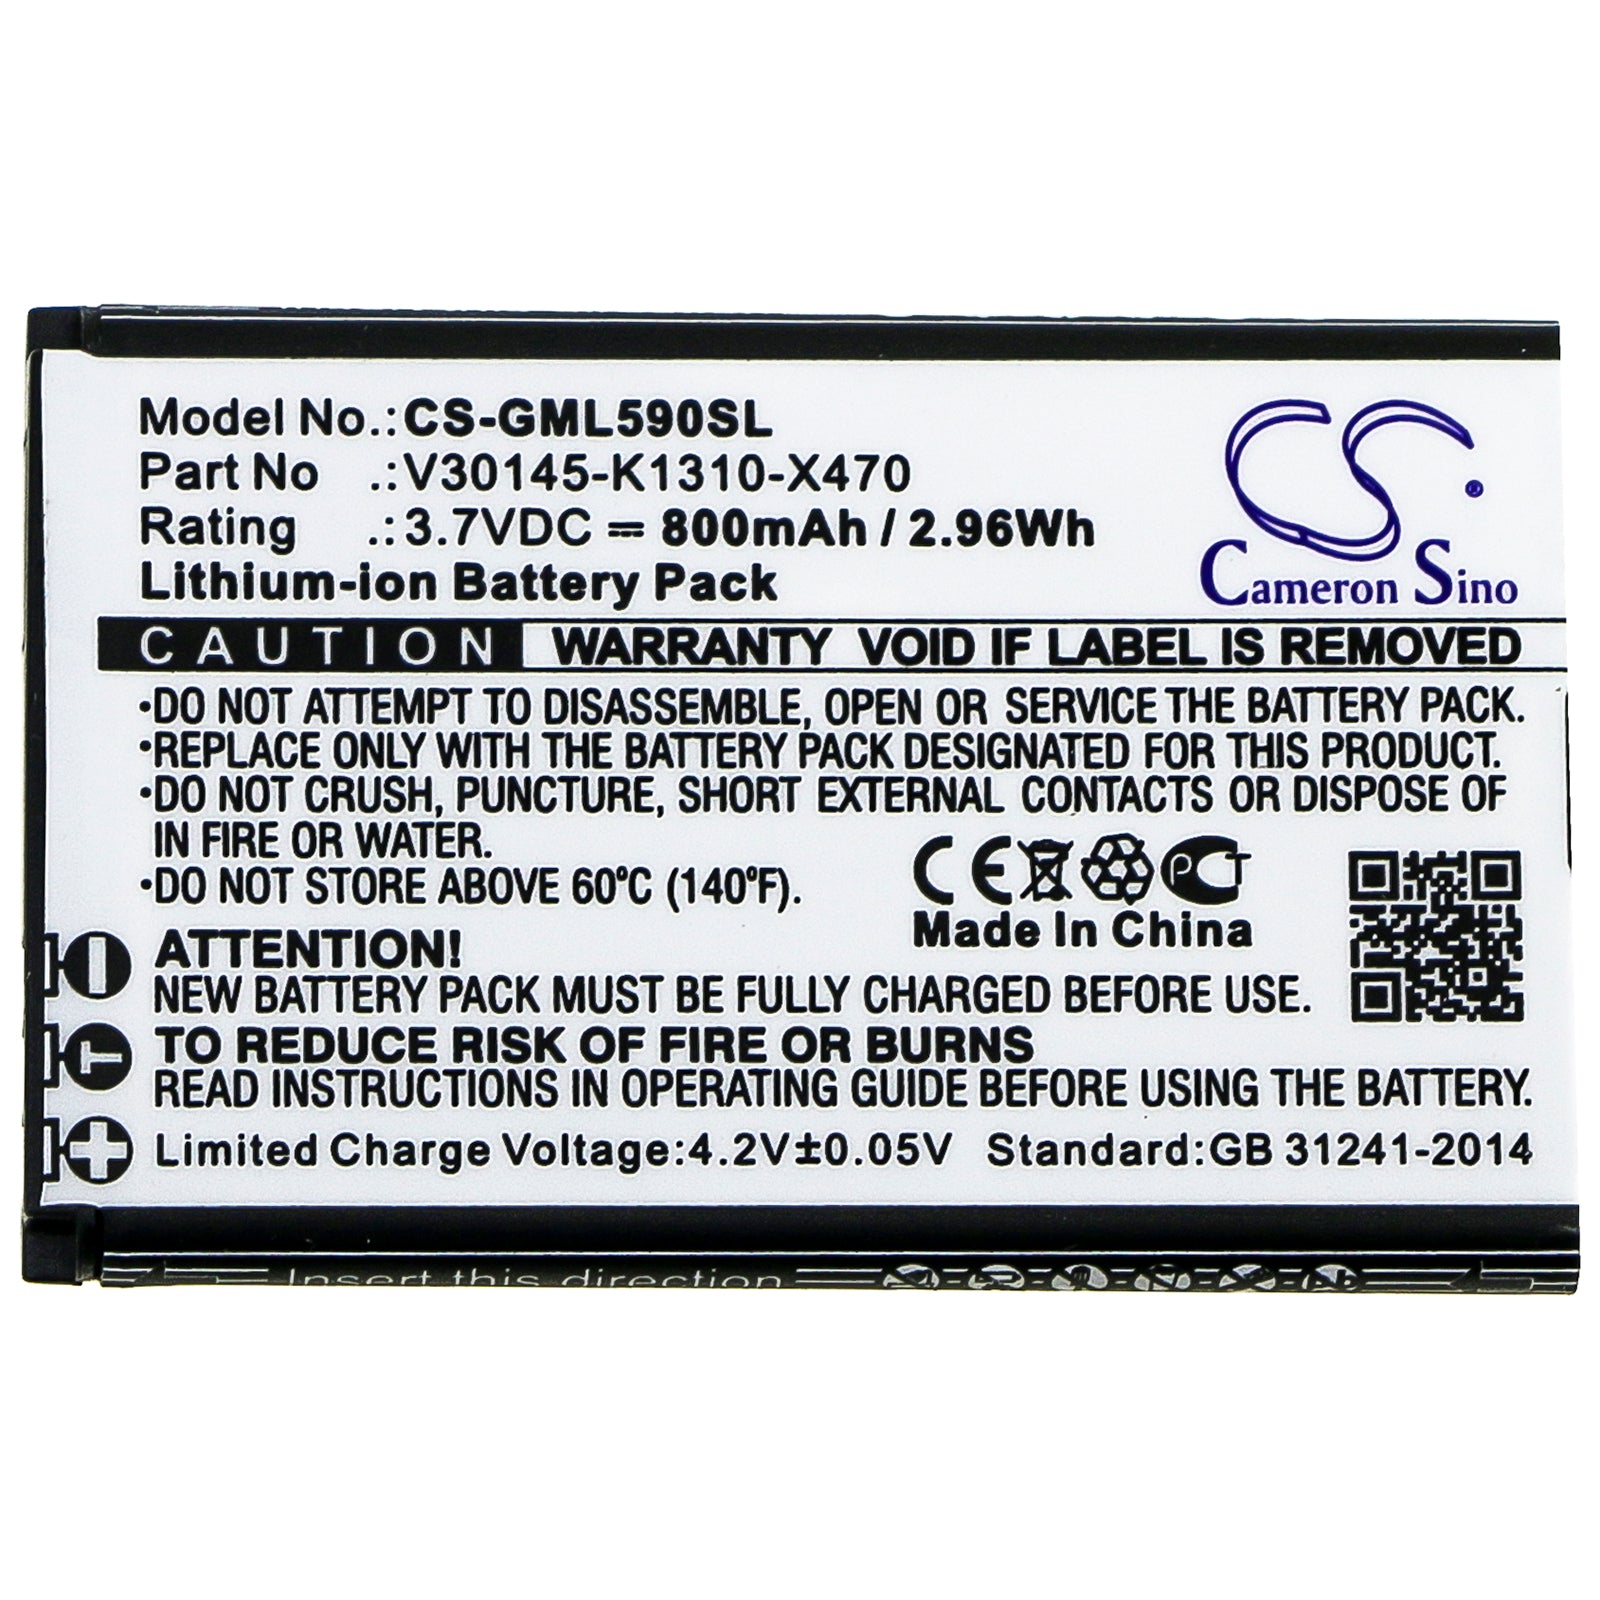 Model No.:CS-GML590SL
Part No .:V30145-K1310-X470
Rating .:3.7VDC ⎓ 800mAh / 2.96Wh
Lithium-ion Battery Pack
CS
Cameron Sino
CAUTION WARRANTY VOID IF LABEL IS REMOVED
•DO NOT ATTEMPT TO DISASSEMBLE, OPEN OR SERVICE THE BATTERY PACK.
•REPLACE ONLY WITH THE BATTERY PACK DESIGNATED FOR THIS PRODUCT.
•DO NOT CRUSH, PUNCTURE, SHORT EXTERNAL CONTACTS OR DISPOSE OF
IN FIRE OR WATER.
•DO NOT STORE ABOVE 60°C (140°F).
CE PCT
Made In China
ATTENTION!
NEW BATTERY PACK MUST BE FULLY CHARGED BEFORE USE.
TO REDUCE RISK OF FIRE OR BURNS
READ INSTRUCTIONS IN OPERATING GUIDE BEFORE USING THE BATTERY.
T
Limited Charge Voltage:4.2V±0.05V Standard:GB 31241-2014
Insert this direction